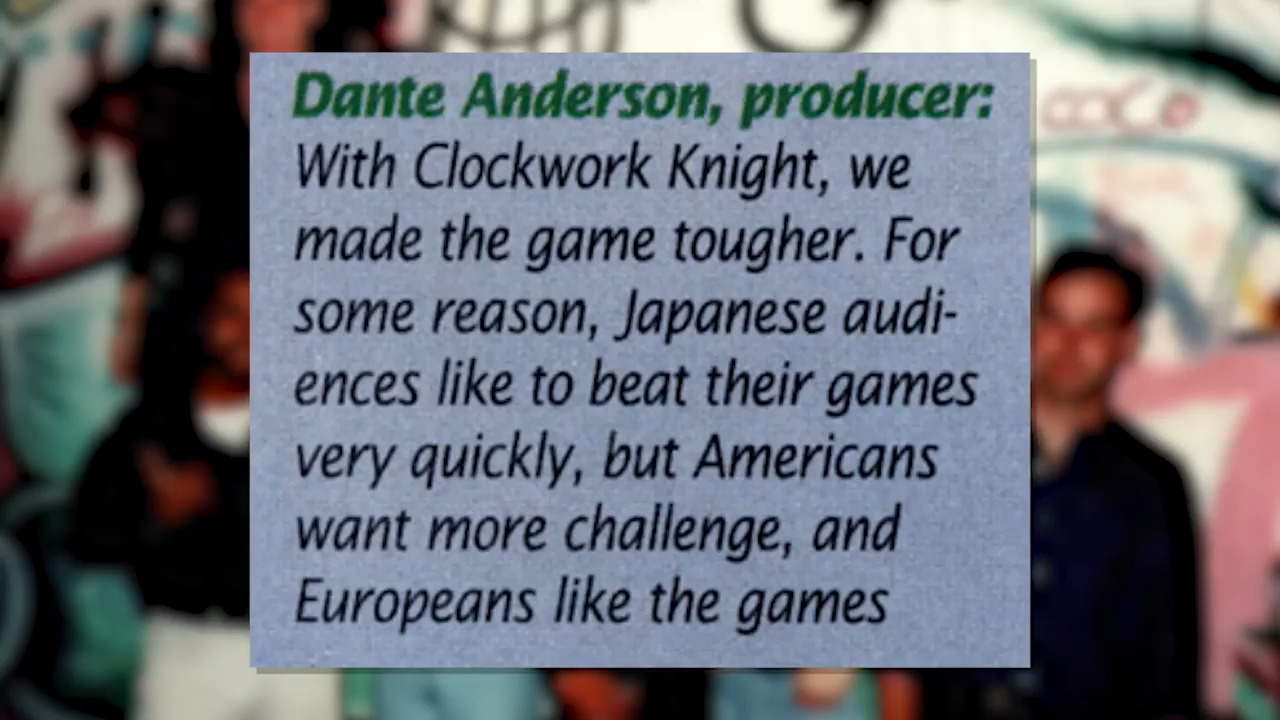 Dante Anderson, producer:
With Clockwork Knight, we
made the game tougher. For
some reason, Japanese audi-
ences like to beat their games
very quickly, but Americans
want more challenge, and
Europeans like the games